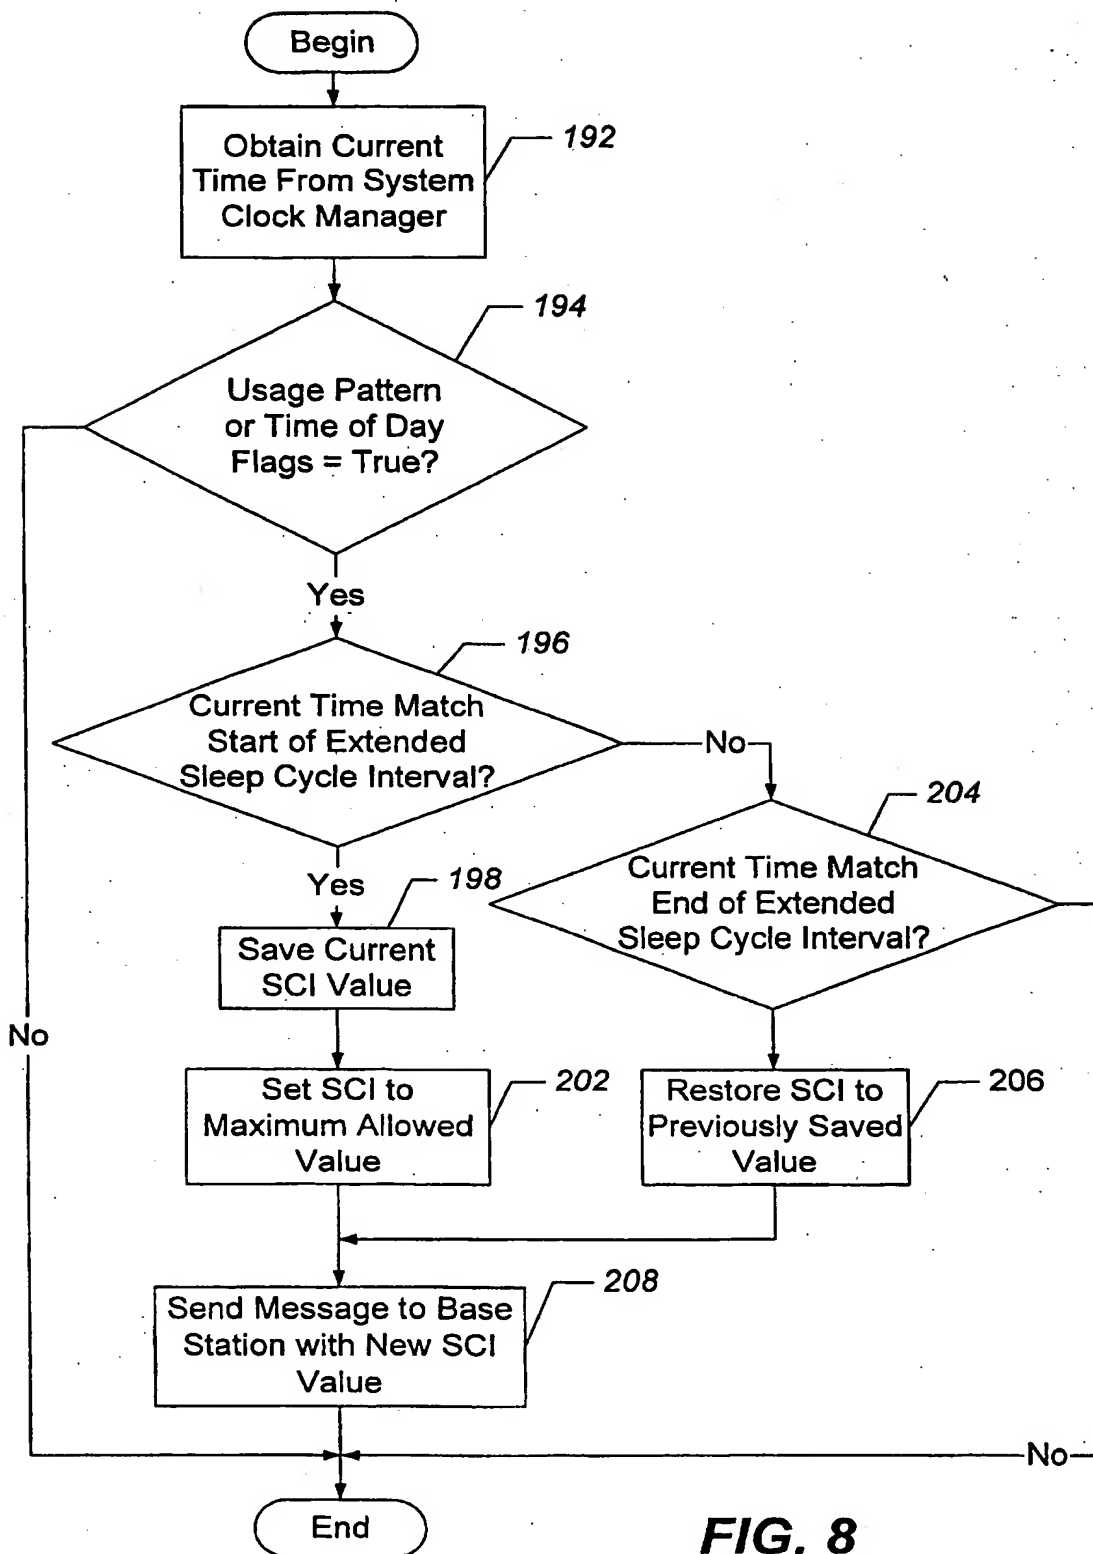 Begin
Obtain Current
Time From System
Clock Manager
192
Usage Pattern
or Time of Day
Flags = True?
194
Yes
Current Time Match
Start of Extended
Sleep Cycle Interval?
196
No
Current Time Match
End of Extended
Sleep Cycle Interval?
204
Yes
Save Current
SCI Value
198
No
Set SCI to
Maximum Allowed
Value
202
Restore SCI to
Previously Saved
Value
206
Send Message to Base
Station with New SCI
Value
208
No
End
FIG. 8